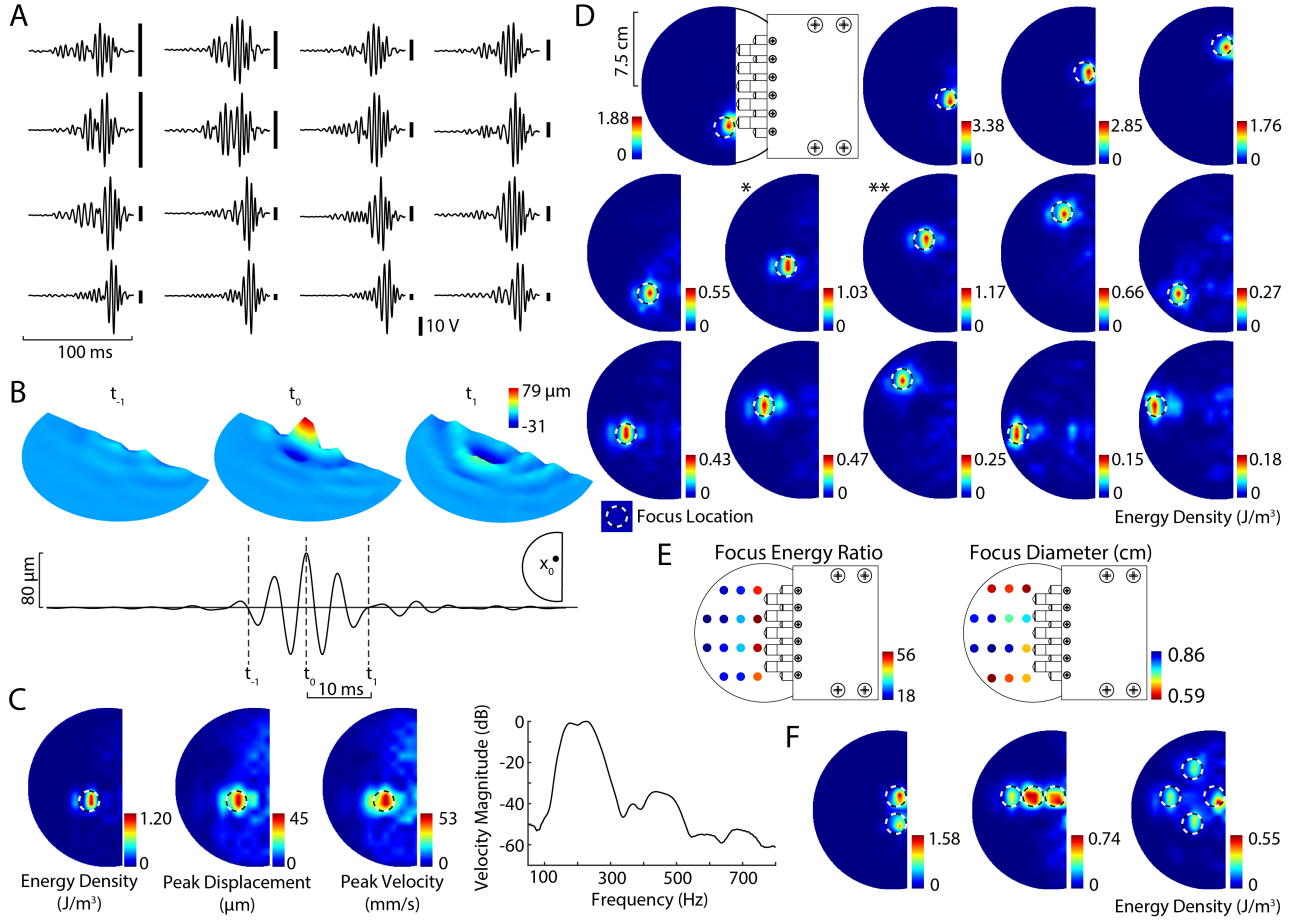 A
100 ms
10 V
B
t-1
t0
t1
79 µm
-31
80 µm
x0
t-1
t0
t1
10 ms
C
1.20
0
Energy Density
(J/m³)
45
0
Peak Displacement
(µm)
53
0
Peak Velocity
(mm/s)
Velocity Magnitude (dB)
0
-20
-40
-60
100
300
500
700
Frequency (Hz)
D
7.5 cm
1.88
0
3.38
0
2.85
0
1.76
0
0.55
0
*
1.03
0
**
1.17
0
0.66
0
0.27
0
0.43
0
0.47
0
0.25
0
0.15
0
0.18
0
Focus Location
Energy Density (J/m³)
E
Focus Energy Ratio
56
18
Focus Diameter (cm)
0.86
0.59
F
1.58
0
0.74
0
0.55
0
Energy Density (J/m³)